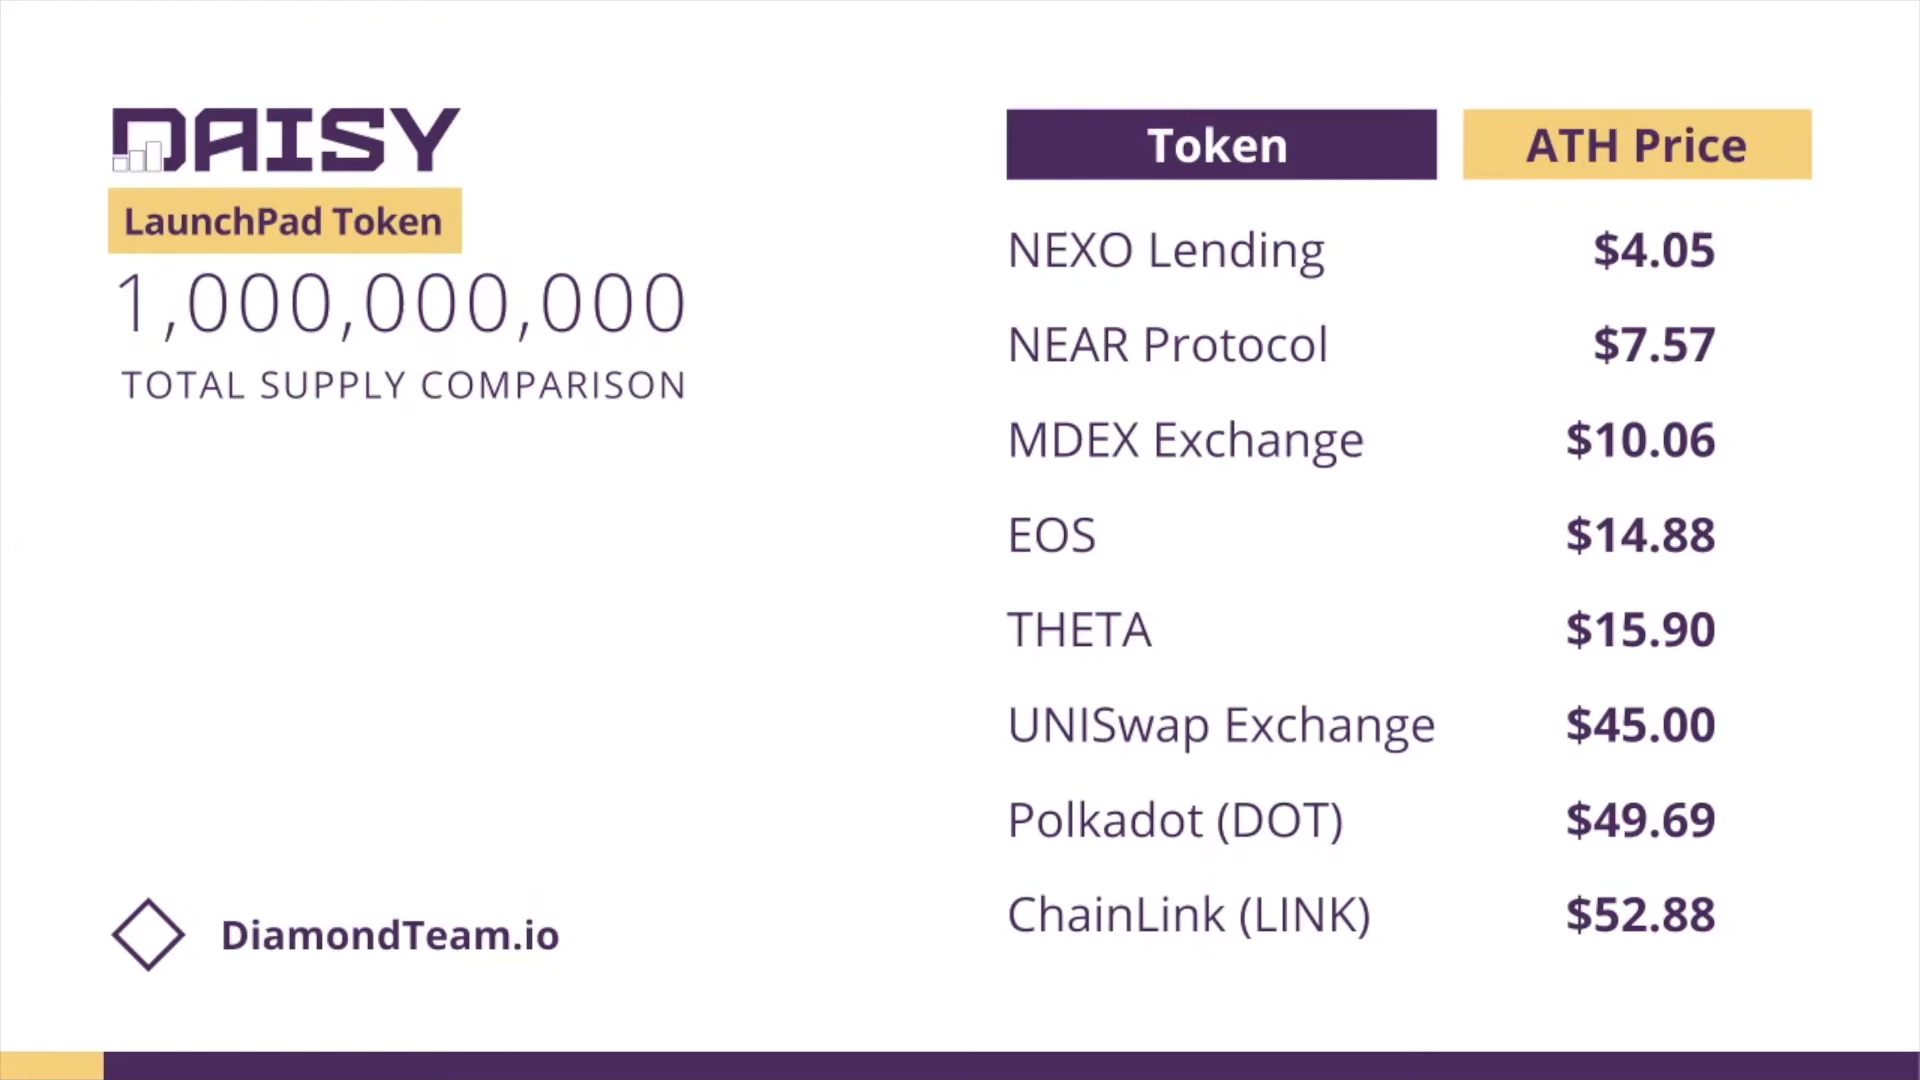 DAISY
LaunchPad Token
1,000,000,000
TOTAL SUPPLY COMPARISON
Token ATH Price
NEXO Lending $4.05
NEAR Protocol $7.57
MDEX Exchange $10.06
EOS $14.88
THETA $15.90
UNISwap Exchange $45.00
Polkadot (DOT) $49.69
ChainLink (LINK) $52.88
DiamondTeam.io